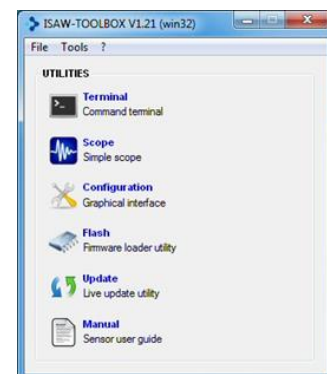 ISAW-TOOLBOX V1.21 (win32)
File Tools ?
UTILITIES
Terminal
Command terminal
Scope
Simple scope
Configuration
Graphical interface
Flash
Firmware loader utility
Update
Live update utility
Manual
Sensor user guide